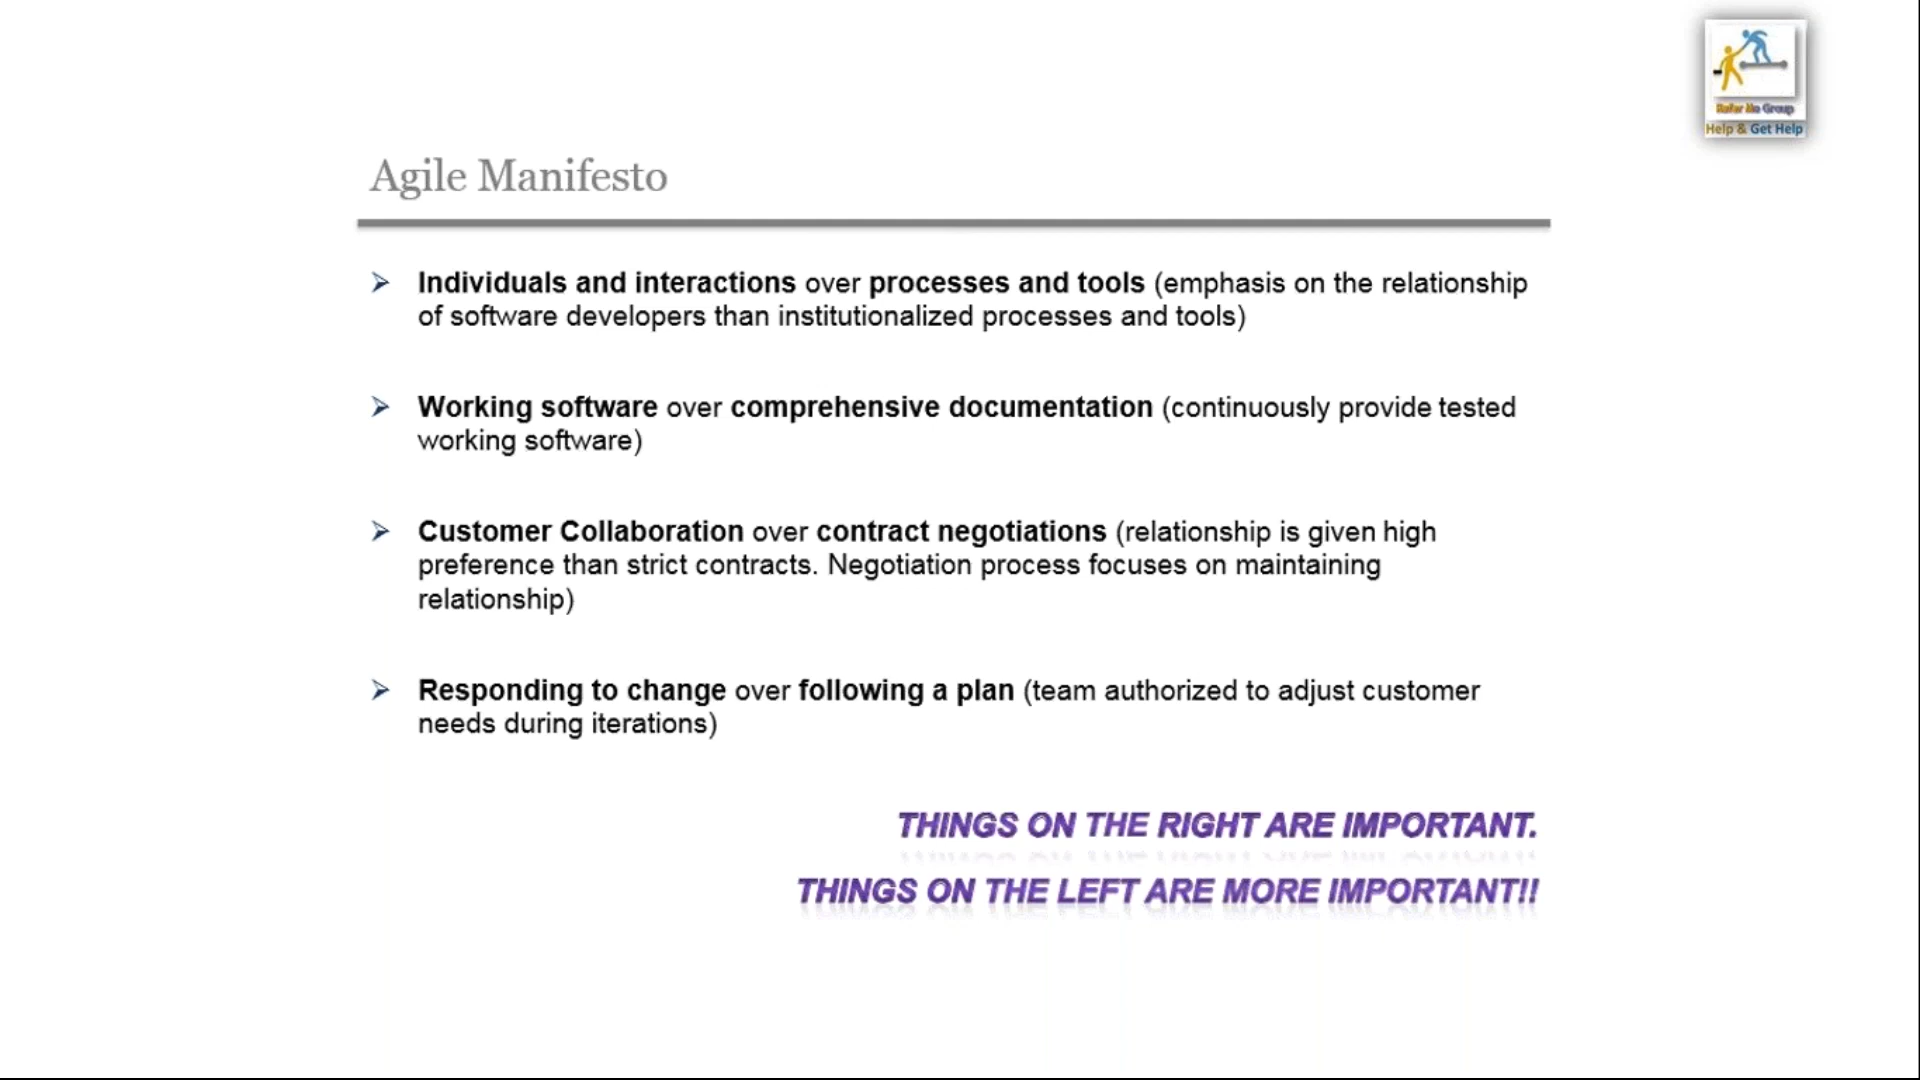 Refer Me Group
Help & Get Help
Agile Manifesto
Individuals and interactions over processes and tools (emphasis on the relationship
of software developers than institutionalized processes and tools)
Working software over comprehensive documentation (continuously provide tested
working software)
Customer Collaboration over contract negotiations (relationship is given high
preference than strict contracts. Negotiation process focuses on maintaining
relationship)
Responding to change over following a plan (team authorized to adjust customer
needs during iterations)
THINGS ON THE RIGHT ARE IMPORTANT.
THINGS ON THE LEFT ARE MORE IMPORTANT!!